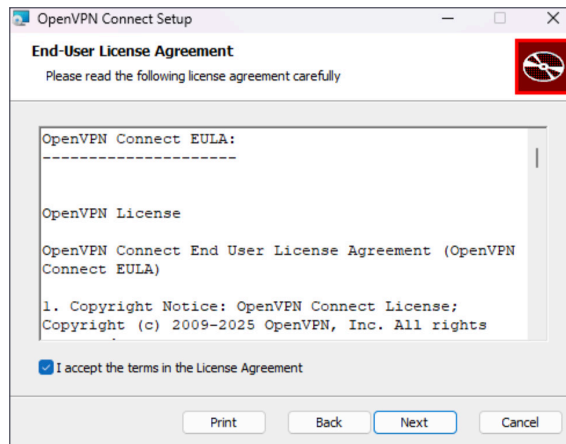 OpenVPN Connect Setup
End-User License Agreement
Please read the following license agreement carefully
OpenVPN Connect EULA:
---------------------
OpenVPN License
OpenVPN Connect End User License Agreement (OpenVPN
Connect EULA)
1. Copyright Notice: OpenVPN Connect License;
Copyright (c) 2009-2025 OpenVPN, Inc. All rights
I accept the terms in the License Agreement
Print Back Next Cancel